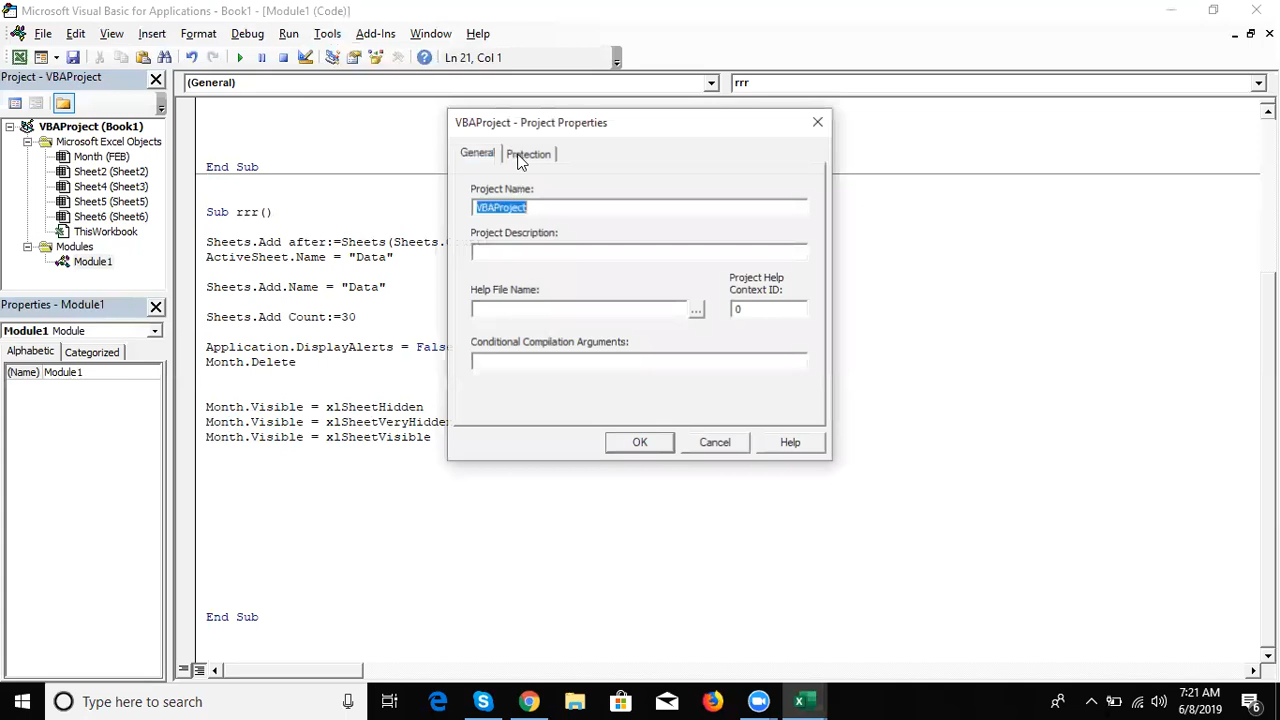 Microsoft Visual Basic for Applications - Book1 - [Module1 (Code)]
File Edit View Insert Format Debug Run Tools Add-Ins Window Help
Ln 21, Col 1
Project - VBAProject
(General)
rrr
VBAProject (Book1)
Microsoft Excel Objects
Month (FEB)
Sheet2 (Sheet2)
Sheet4 (Sheet4)
Sheet5 (Sheet5)
Sheet6 (Sheet6)
ThisWorkbook
Modules
Module1
Properties - Module1
Module1 Module
Alphabetic Categorized
(Name) Module1
End Sub
Sub rrr()
Sheets.Add after:=Sheets(Sheets.
ActiveSheet.Name = "Data"
Sheets.Add.Name = "Data"
Sheets.Add Count:=30
Application.DisplayAlerts = False
Month.Delete
Month.Visible = xlSheetHidden
Month.Visible = xlSheetVeryHidden
Month.Visible = xlSheetVisible
End Sub
VBAProject - Project Properties
General Protection
Project Name:
VBAProject
Project Description:
Help File Name:
Project Help
Context ID:
...
0
Conditional Compilation Arguments:
OK Cancel Help
Type here to search
7:21 AM
6/8/2019
6